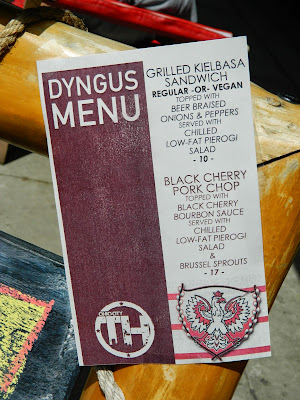 DYNGUS
MENU
GRILLED KIELBASA
SANDWICH
REGULAR -OR- VEGAN
TOPPED WITH
BEER BRAISED
ONIONS & PEPPERS
SERVED WITH
CHILLED
LOW-FAT PIEROGI
SALAD
- 10 -
BLACK CHERRY
PORK CHOP
TOPPED WITH
BLACK CHERRY
BOURBON SAUCE
SERVED WITH
CHILLED
LOW-FAT PIEROGI
SALAD
&
BRUSSEL SPROUTS
- 17 -